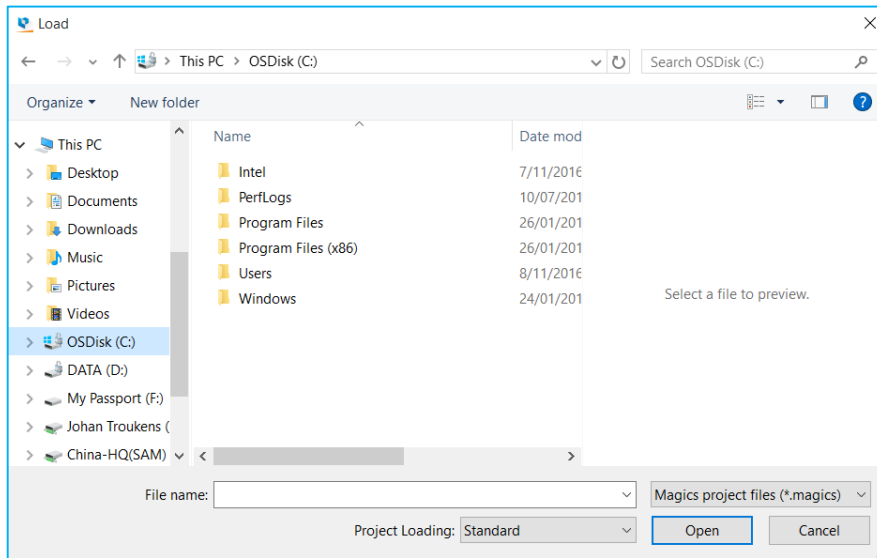 Load
This PC > OSDisk (C:)
Search OSDisk (C:)
Organize
New folder
This PC
Desktop
Documents
Downloads
Music
Pictures
Videos
OSDisk (C:)
DATA (D:)
My Passport (F:)
Johan Troukens (
China-HQ(SAM)
Name Date mod
Intel 7/11/2016
PerfLogs 10/07/201
Program Files 26/01/201
Program Files (x86) 26/01/201
Users 8/11/2016
Windows 24/01/201
Select a file to preview.
File name:
Magics project files (*.magics)
Project Loading: Standard
Open
Cancel